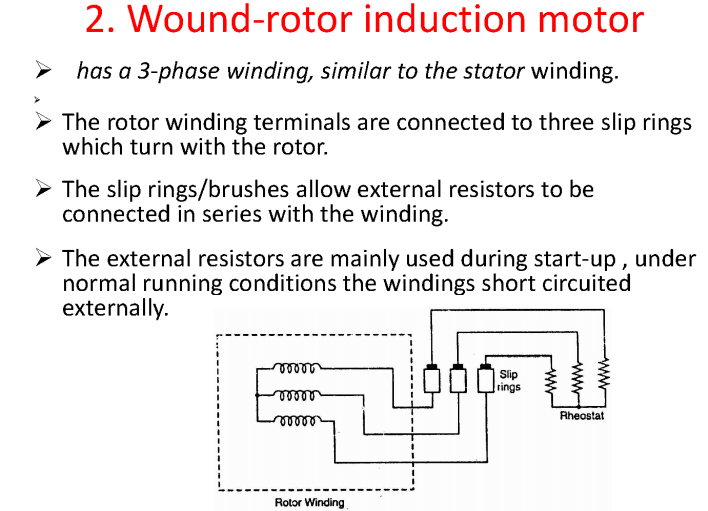 2. Wound-rotor induction motor
➢ has a 3-phase winding, similar to the stator winding.
➢
➢ The rotor winding terminals are connected to three slip rings
which turn with the rotor.
➢ The slip rings/brushes allow external resistors to be
connected in series with the winding.
➢ The external resistors are mainly used during start-up , under
normal running conditions the windings short circuited
externally.
Slip
rings
Rheostat
Rotor Winding